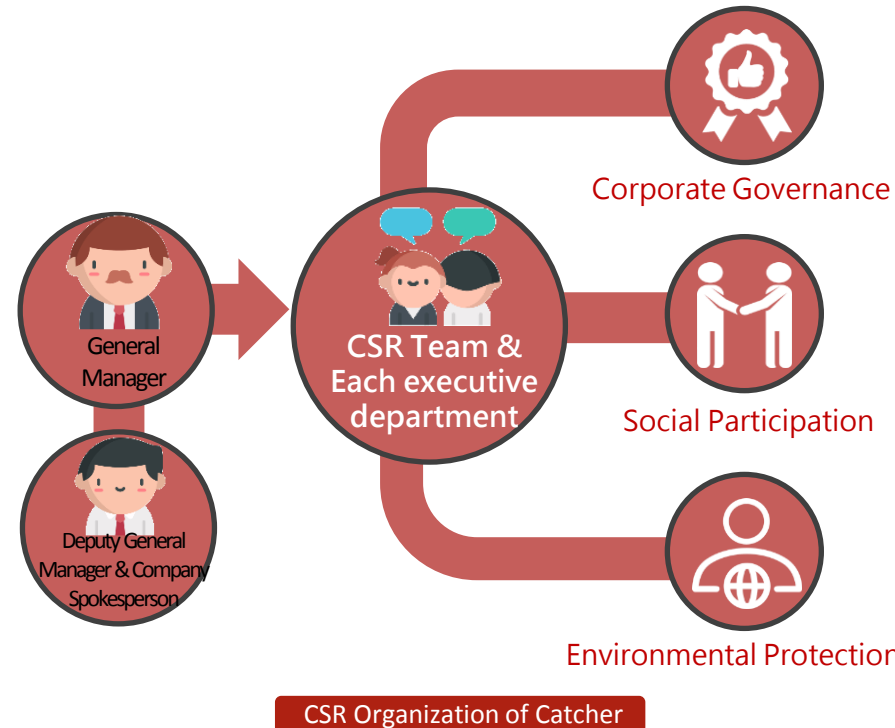 Corporate Governance
General
Manager
CSR Team &
Each executive
department
Social Participation
Deputy General
Manager & Company
Spokesperson
Environmental Protection
CSR Organization of Catcher